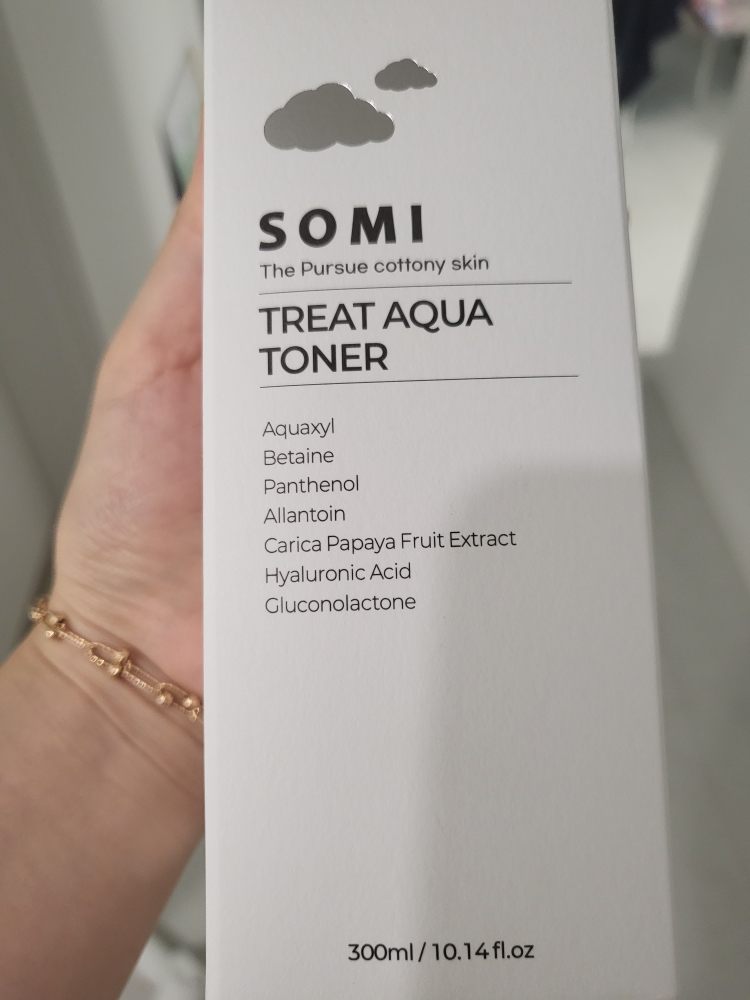 SOMI
The Pursue cottony skin
TREAT AQUA
TONER
Aquaxyl
Betaine
Panthenol
Allantoin
Carica Papaya Fruit Extract
Hyaluronic Acid
Gluconolactone
300ml / 10.14 fl.oz